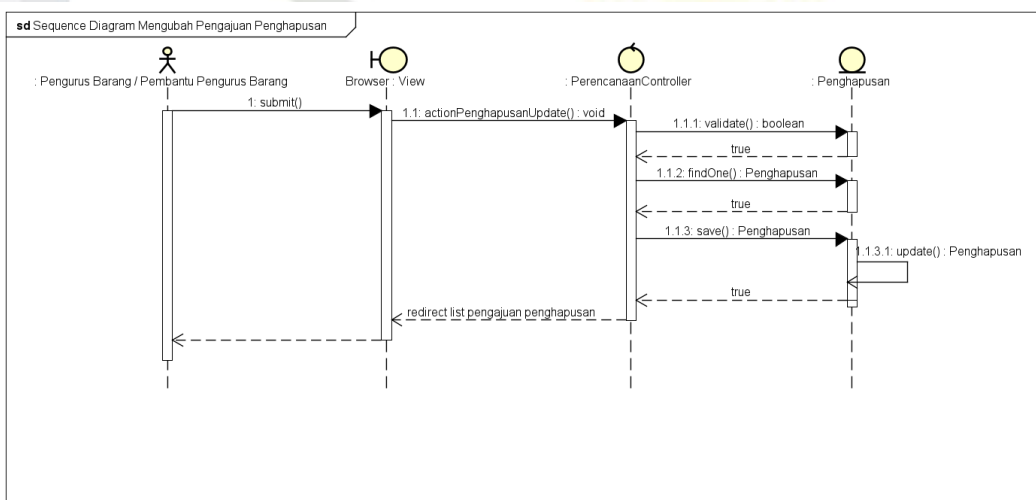 sd Sequence Diagram Mengubah Pengajuan Penghapusan
: Pengurus Barang / Pembantu Pengurus Barang
Browser : View
: PerencanaanController
: Penghapusan
1: submit()
1.1: actionPenghapusanUpdate() : void
1.1.1: validate() : boolean
true
1.1.2: findOne() : Penghapusan
true
1.1.3: save() : Penghapusan
1.1.3.1: update() : Penghapusan
true
redirect list pengajuan penghapusan